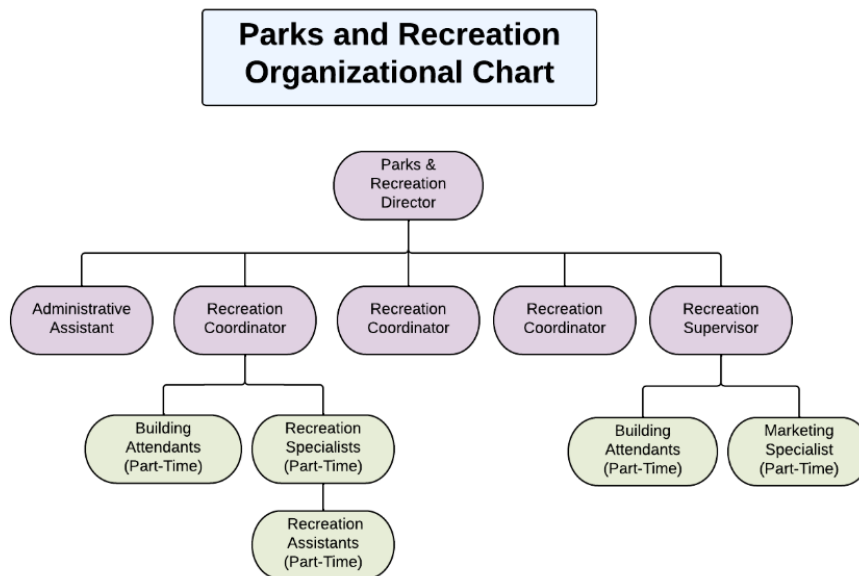 Parks and Recreation
Organizational Chart
Parks &
Recreation
Director
Administrative
Assistant
Recreation
Coordinator
Recreation
Coordinator
Recreation
Coordinator
Recreation
Supervisor
Building
Attendants
(Part-Time)
Recreation
Specialists
(Part-Time)
Building
Attendants
(Part-Time)
Marketing
Specialist
(Part-Time)
Recreation
Assistants
(Part-Time)